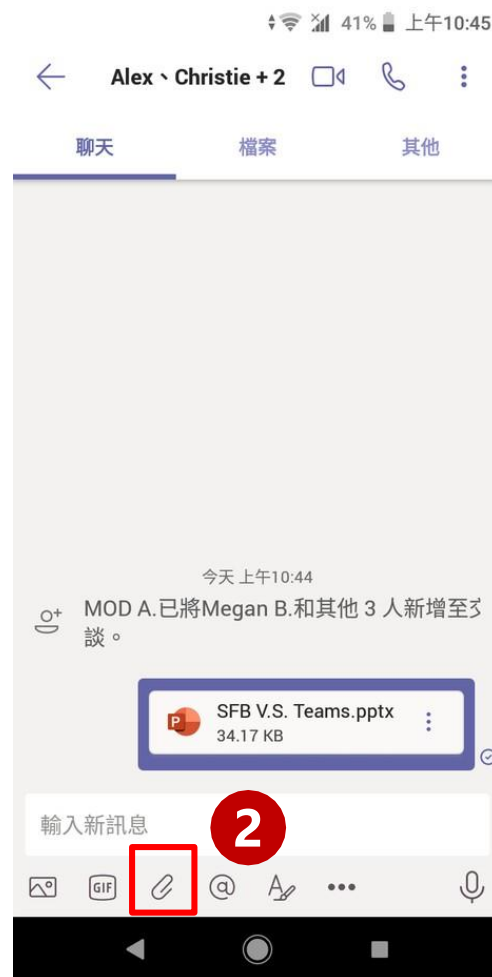 41% 上午10:45
Alex、Christie + 2
聊天 檔案 其他
今天 上午10:44
MOD A.已將Megan B.和其他 3 人新增至交
談。
SFB V.S. Teams.pptx
P
34.17 KB
輸入新訊息
2
GIF